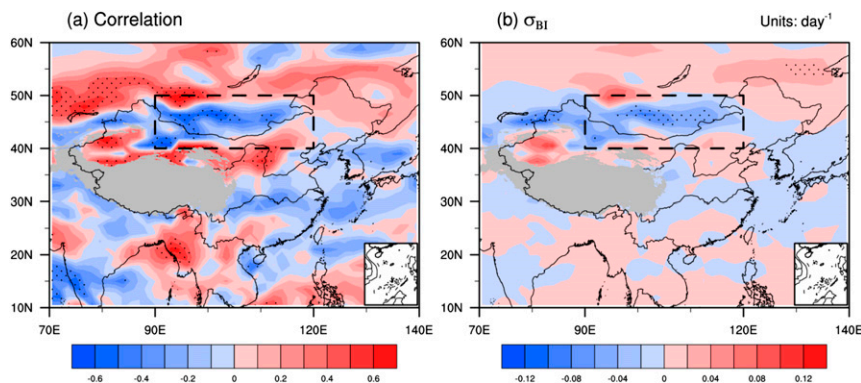 (a) Correlation
60N
50N
40N
30N
20N
10N
70E 90E 120E 140E
-0.6 -0.4 -0.2 0 0.2 0.4 0.6
(b) σBI Units: day⁻¹
60N
50N
40N
30N
20N
10N
70E 90E 120E 140E
-0.12 -0.08 -0.04 0 0.04 0.08 0.12